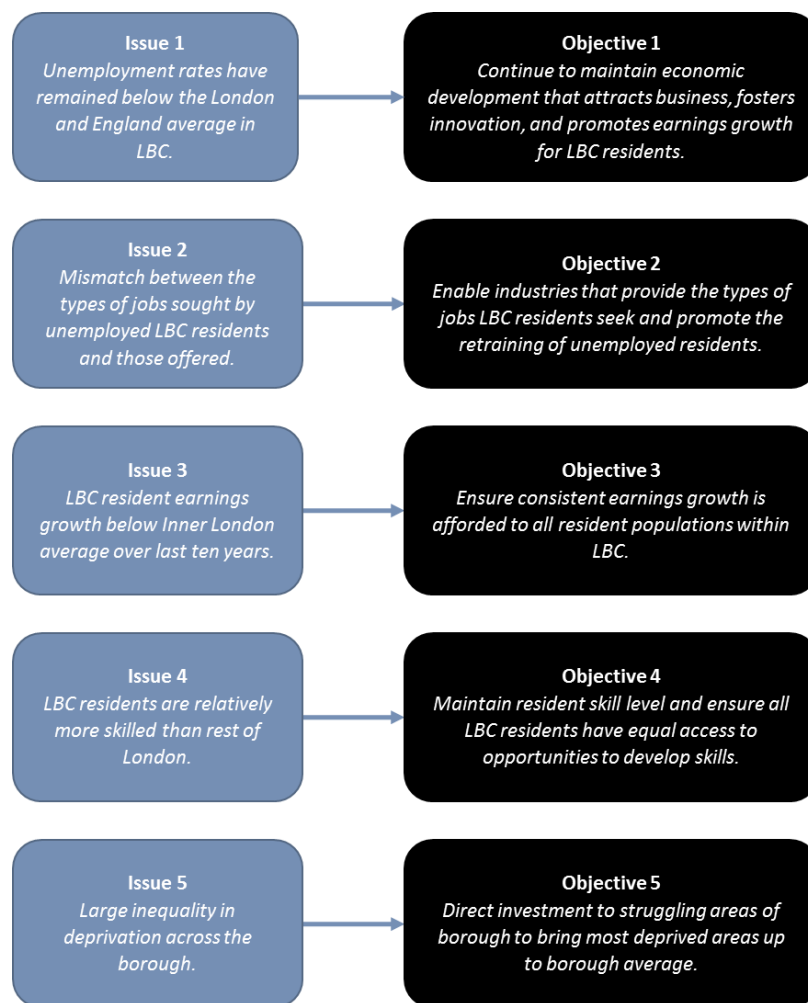 Issue 1
Unemployment rates have
remained below the London
and England average in
LBC.
Objective 1
Continue to maintain economic
development that attracts business, fosters
innovation, and promotes earnings growth
for LBC residents.
Issue 2
Mismatch between the
types of jobs sought by
unemployed LBC residents
and those offered.
Objective 2
Enable industries that provide the types of
jobs LBC residents seek and promote the
retraining of unemployed residents.
Issue 3
LBC resident earnings
growth below Inner London
average over last ten years.
Objective 3
Ensure consistent earnings growth is
afforded to all resident populations within
LBC.
Issue 4
LBC residents are relatively
more skilled than rest of
London.
Objective 4
Maintain resident skill level and ensure all
LBC residents have equal access to
opportunities to develop skills.
Issue 5
Large inequality in
deprivation across the
borough.
Objective 5
Direct investment to struggling areas of
borough to bring most deprived areas up
to borough average.